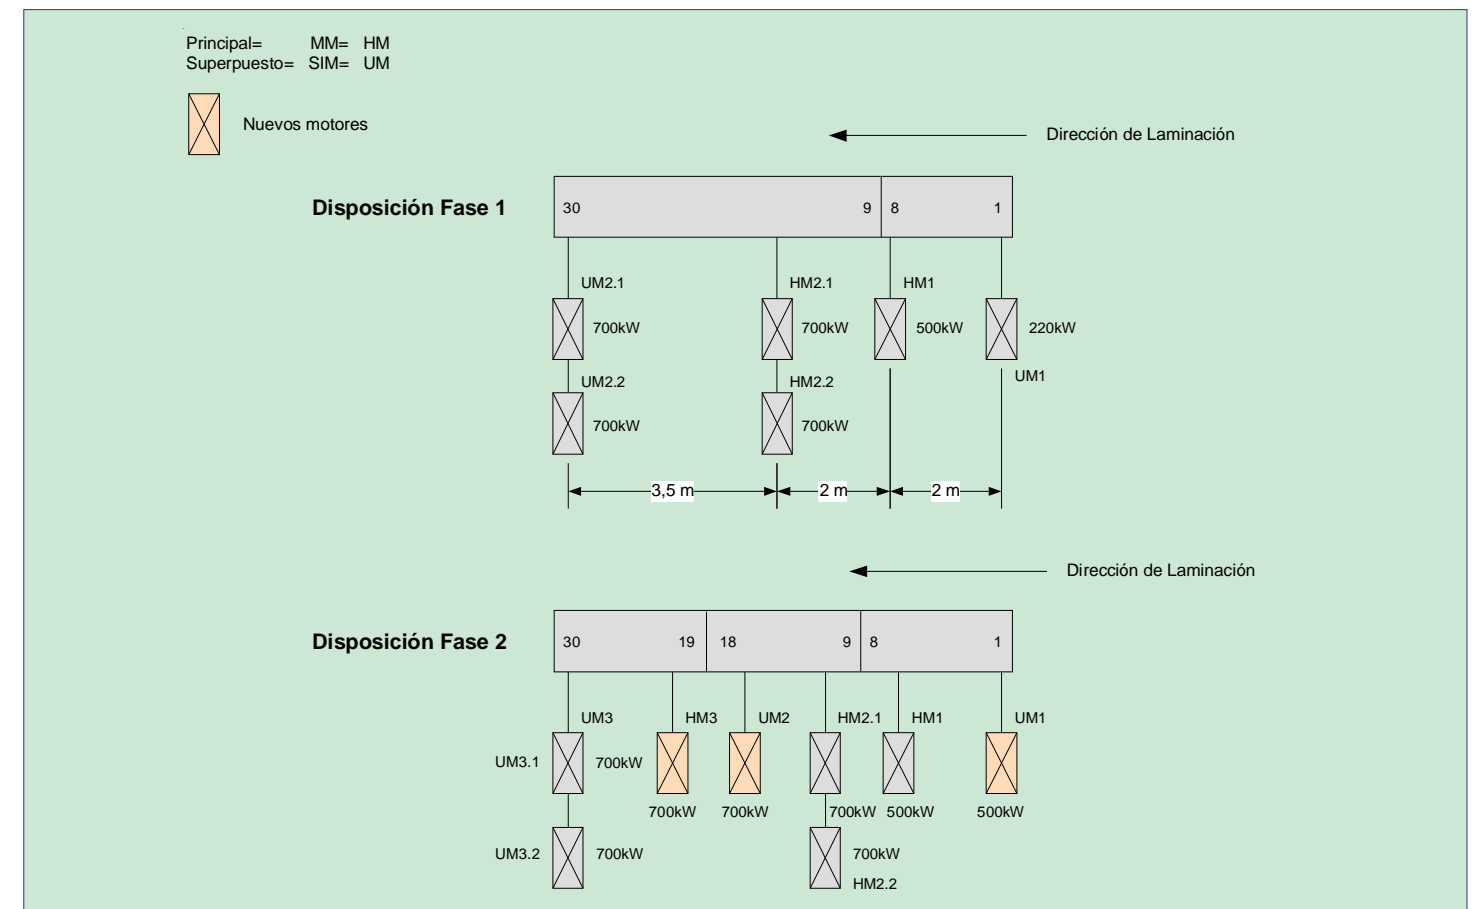 Principal= MM= HM
Superpuesto= SIM= UM
Nuevos motores
Dirección de Laminación
Disposición Fase 1
30 9 8 1
UM2.1 HM2.1 HM1
700kW 700kW 500kW 220kW
UM1
UM2.2 HM2.2
700kW 700kW
3,5 m 2 m 2 m
Dirección de Laminación
Disposición Fase 2
30 19 18 9 8 1
UM3 HM3 UM2 HM2.1 HM1 UM1
UM3.1 700kW
700kW 700kW 700kW 500kW 500kW
UM3.2 700kW 700kW
HM2.2